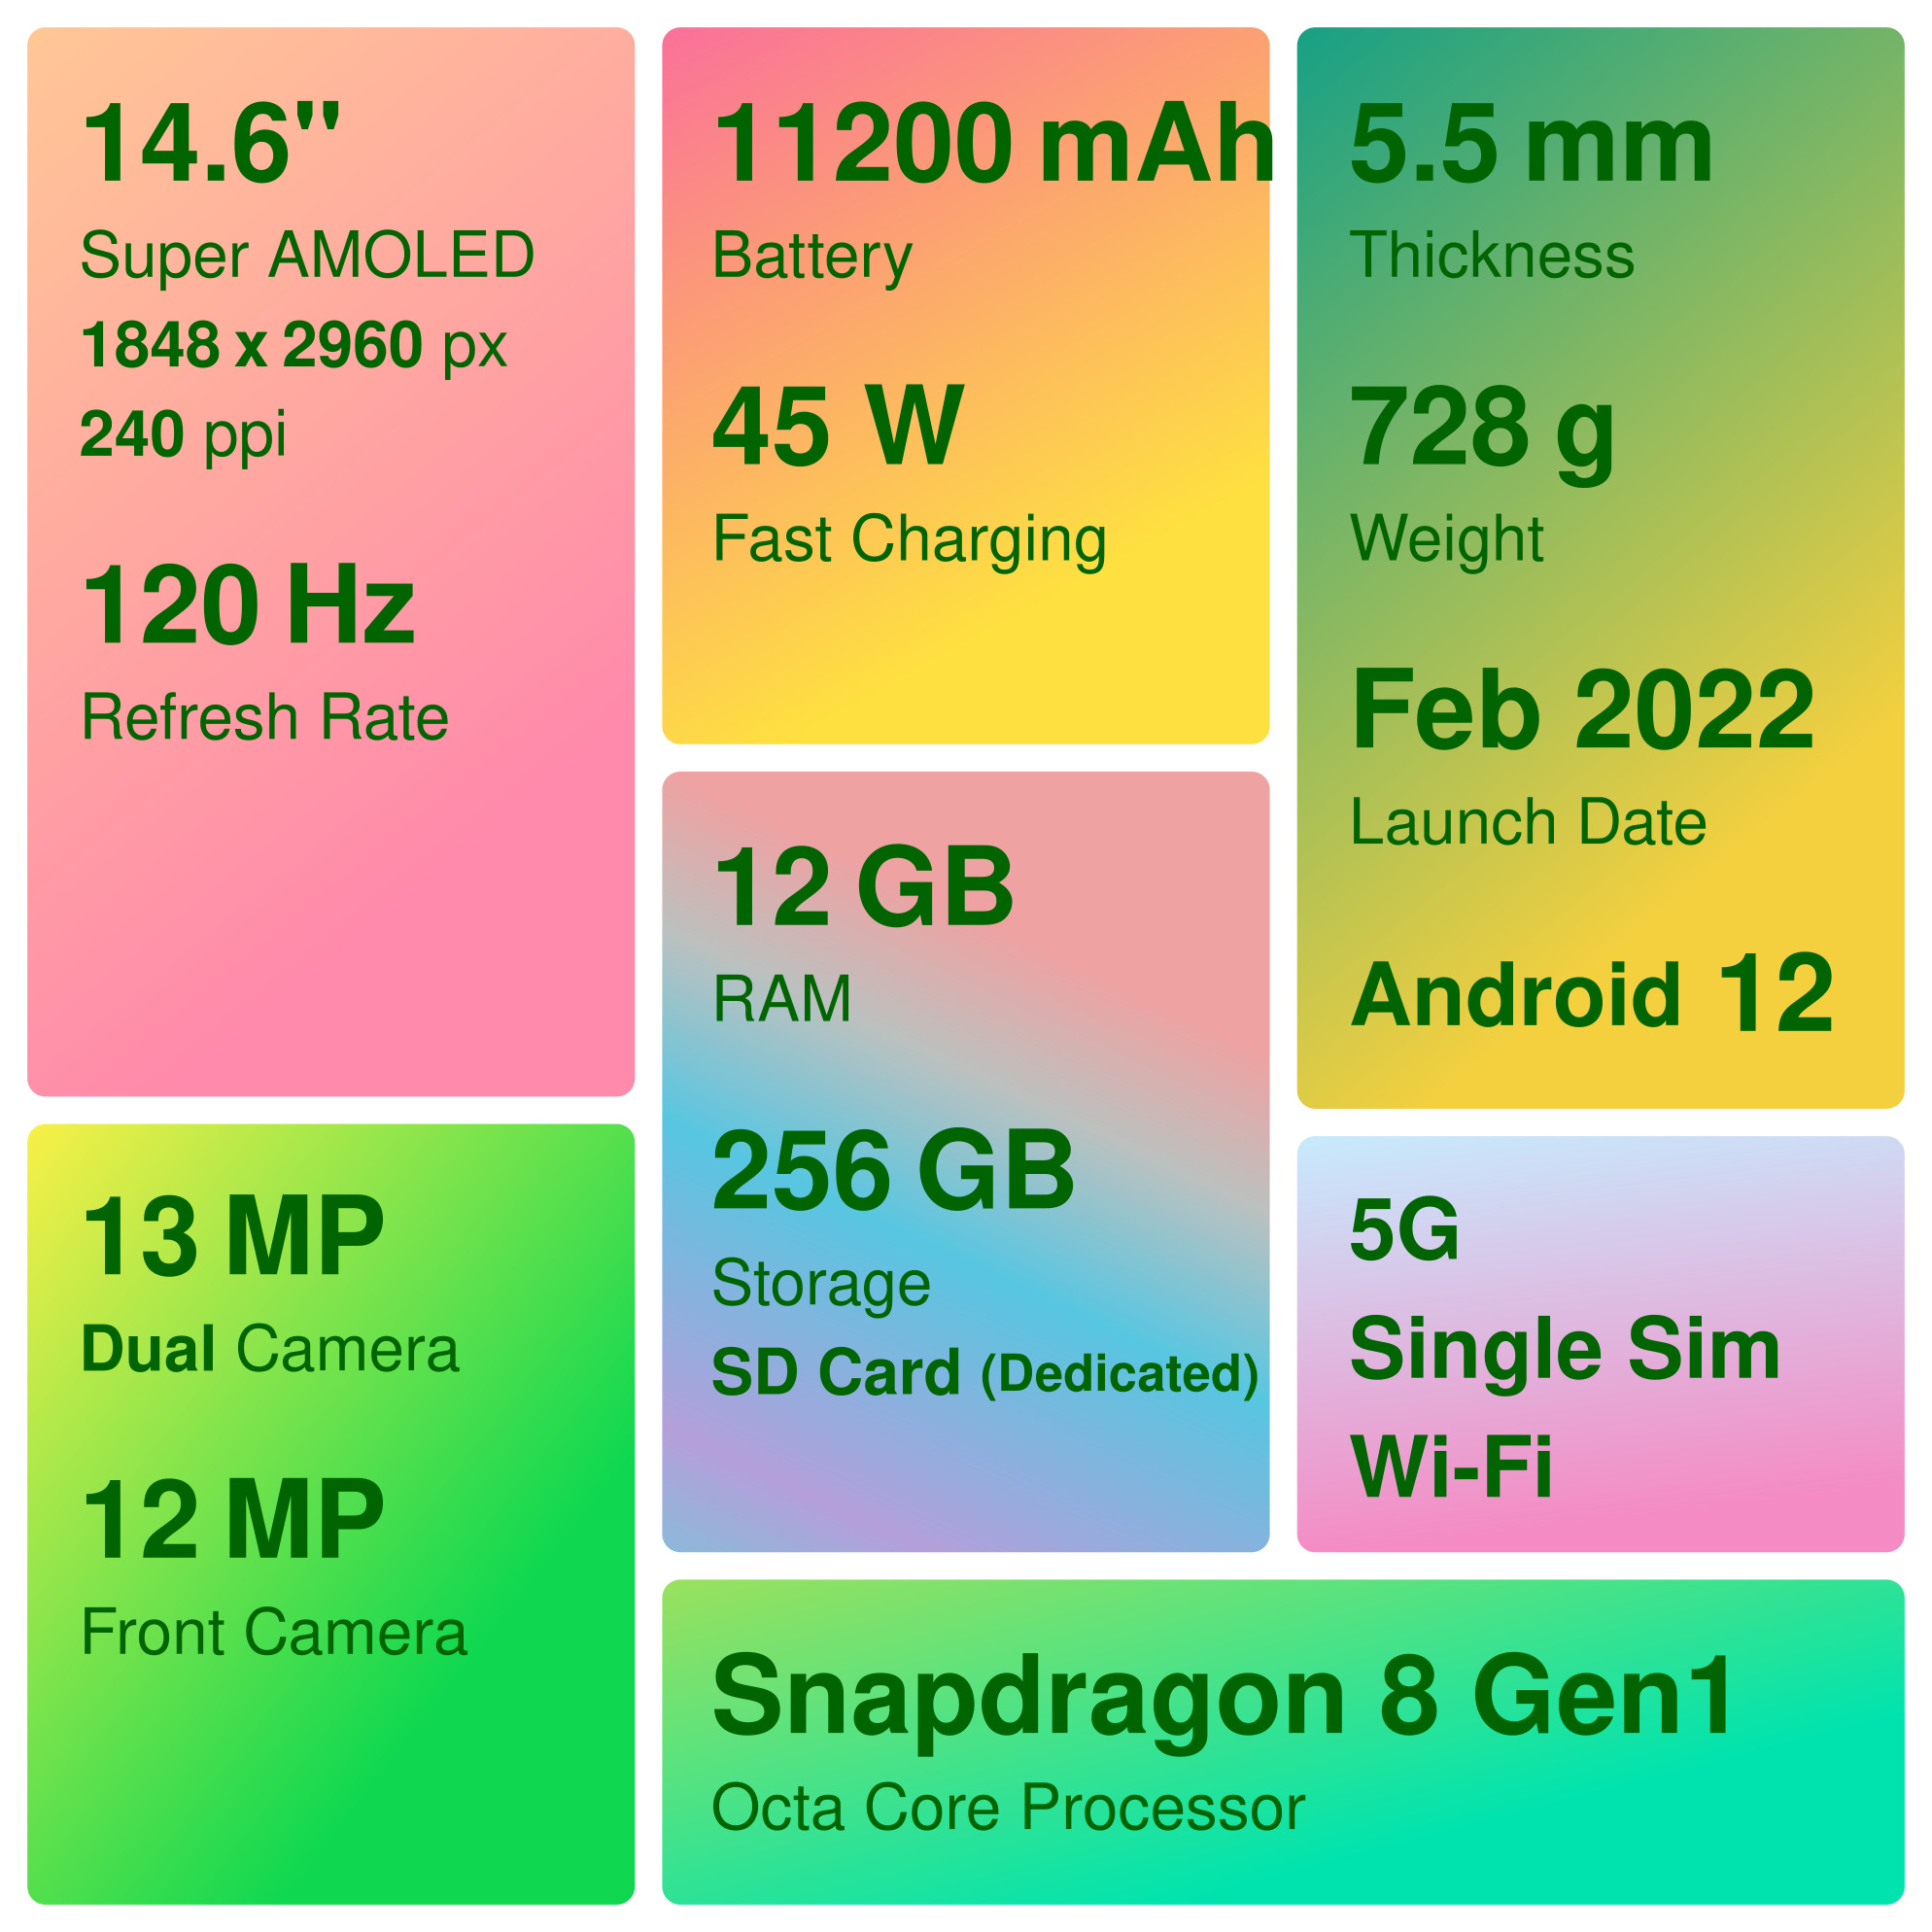 14.6"
Super AMOLED
1848 x 2960 px
240 ppi
120 Hz
Refresh Rate
11200 mAh
Battery
45 W
Fast Charging
5.5 mm
Thickness
728 g
Weight
Feb 2022
Launch Date
Android 12
12 GB
RAM
256 GB
Storage
SD Card (Dedicated)
13 MP
Dual Camera
12 MP
Front Camera
5G
Single Sim
Wi-Fi
Snapdragon 8 Gen1
Octa Core Processor